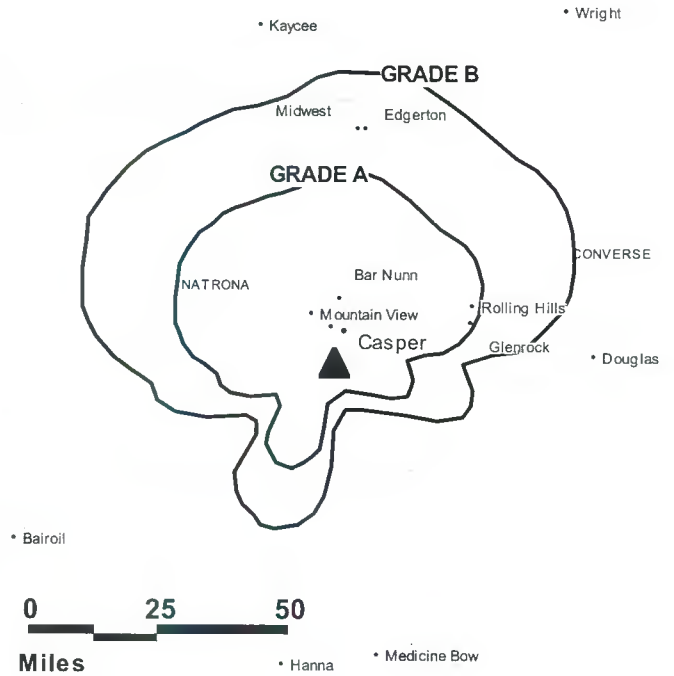 Wright
Kaycee
GRADE B
Midwest
Edgerton
GRADE A
CONVERSE
Bar Nunn
NATRONA
Rolling Hills
Mountain View
Casper
Glenrock
Douglas
Bairoil
0 25 50
Miles
Medicine Bow
Hanna